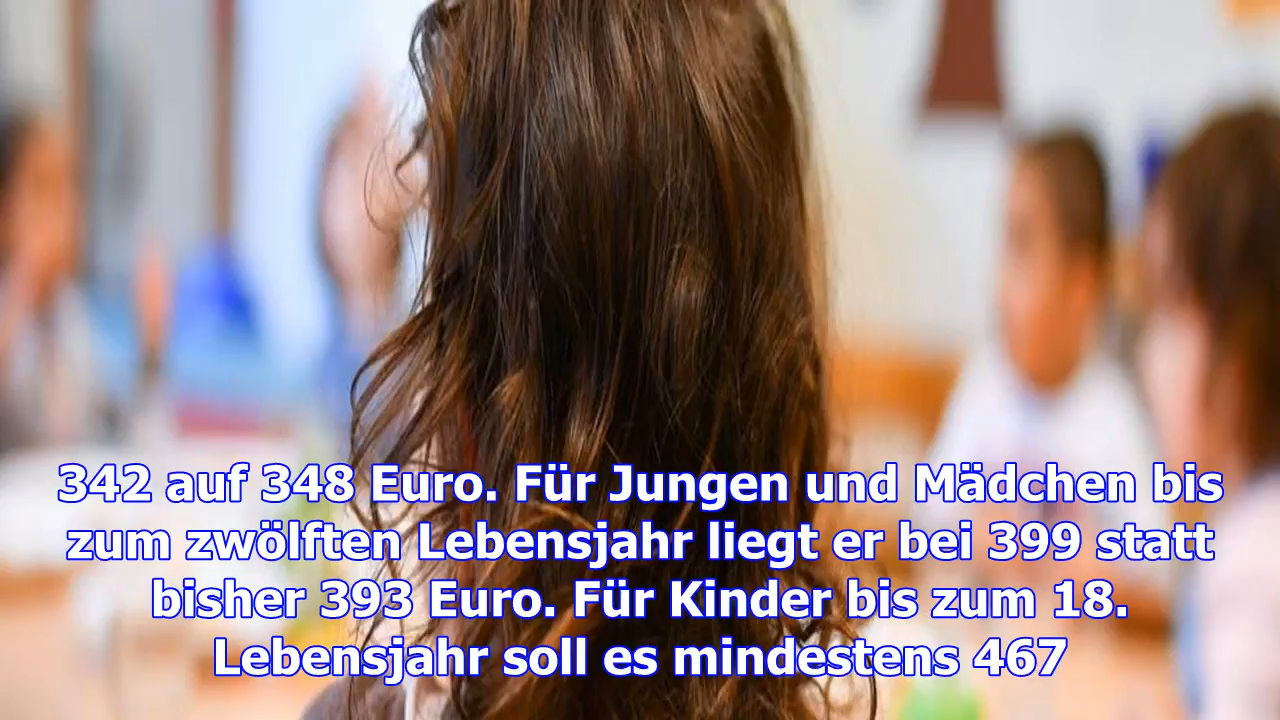 342 auf 348 Euro. Für Jungen und Mädchen bis
zum zwölften Lebensjahr liegt er bei 399 statt
bisher 393 Euro. Für Kinder bis zum 18.
Lebensjahr soll es mindestens 467